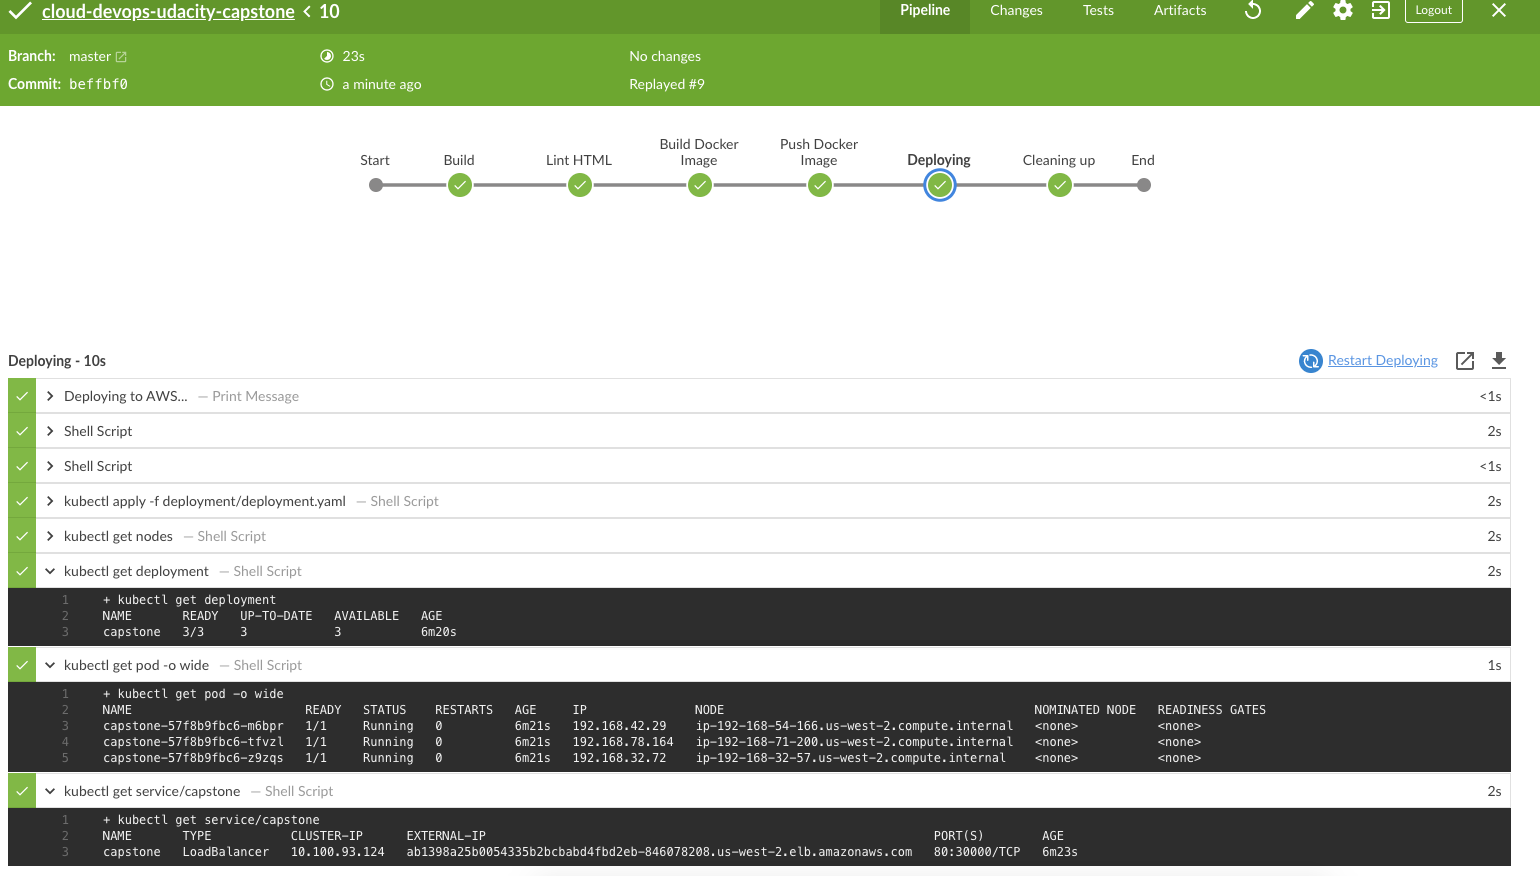 cloud-devops-udacity-capstone < 10 Pipeline Changes Tests Artifacts Logout
Branch: master 23s No changes
Commit: beffbf0 a minute ago Replayed #9
Start Build Lint HTML Build Docker Image Push Docker Image Deploying Cleaning up End
Deploying - 10s Restart Deploying
Deploying to AWS... — Print Message <1s
Shell Script 2s
Shell Script <1s
kubectl apply -f deployment/deployment.yaml — Shell Script 2s
kubectl get nodes — Shell Script 2s
kubectl get deployment — Shell Script 2s
1 + kubectl get deployment
2 NAME READY UP-TO-DATE AVAILABLE AGE
3 capstone 3/3 3 3 6m20s
kubectl get pod -o wide — Shell Script 1s
1 + kubectl get pod -o wide
2 NAME READY STATUS RESTARTS AGE IP NODE NOMINATED NODE READINESS GATES
3 capstone-57f8b9fbc6-m6bpr 1/1 Running 0 6m21s 192.168.42.29 ip-192-168-54-166.us-west-2.compute.internal <none> <none>
4 capstone-57f8b9fbc6-tfvzl 1/1 Running 0 6m21s 192.168.78.164 ip-192-168-71-200.us-west-2.compute.internal <none> <none>
5 capstone-57f8b9fbc6-z9zqs 1/1 Running 0 6m21s 192.168.32.72 ip-192-168-32-57.us-west-2.compute.internal <none> <none>
kubectl get service/capstone — Shell Script 2s
1 + kubectl get service/capstone
2 NAME TYPE CLUSTER-IP EXTERNAL-IP PORT(S) AGE
3 capstone LoadBalancer 10.100.93.124 ab1398a25b0054335b2bcbabd4fbd2eb-846078208.us-west-2.elb.amazonaws.com 80:30000/TCP 6m23s